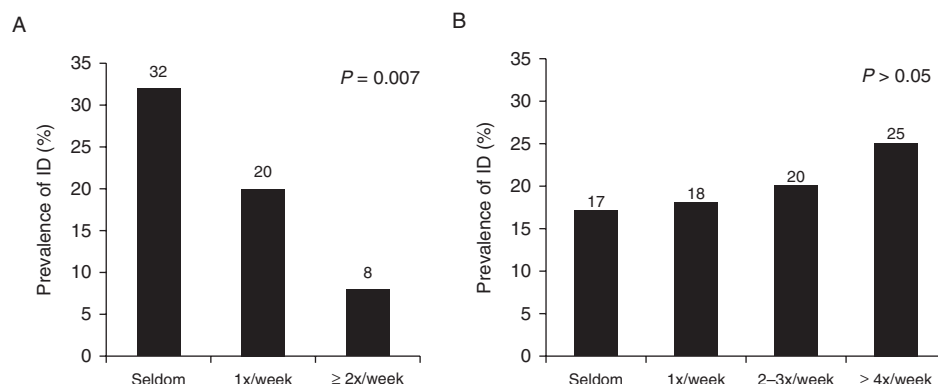 A
Prevalence of ID (%)
35
30
25
20
15
10
5
0
P = 0.007
32
20
8
Seldom
1x/week
≥ 2x/week
B
Prevalence of ID (%)
35
30
25
20
15
10
5
0
P > 0.05
17
18
20
25
Seldom
1x/week
2–3x/week
≥ 4x/week